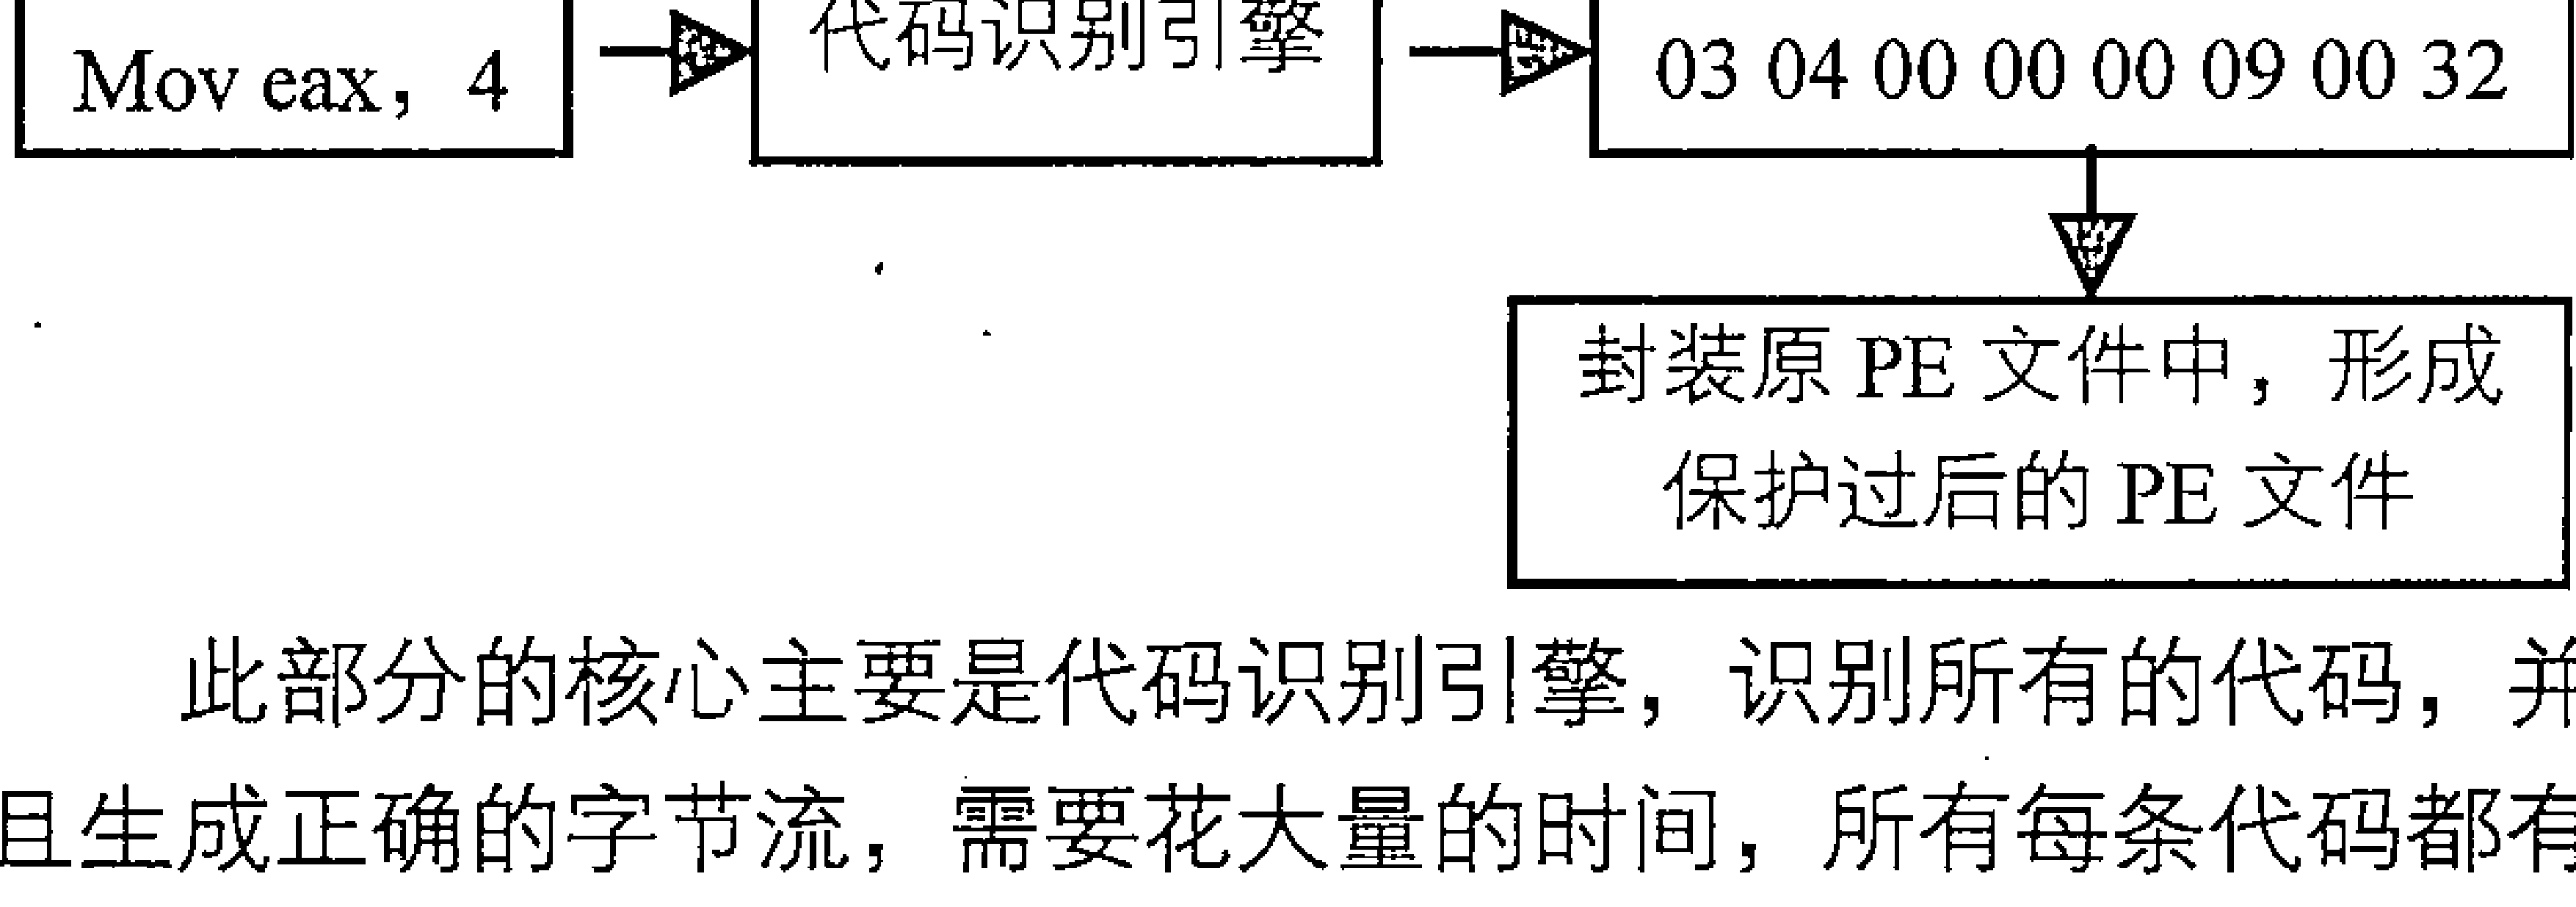 Mov eax，4
代码识别引擎
03 04 00 00 00 09 00 32
封装原 PE 文件中，形成
保护过后的 PE 文件
此部分的核心主要是代码识别引擎，识别所有的代码，并
且生成正确的字节流，需要花大量的时间，所有每条代码都有